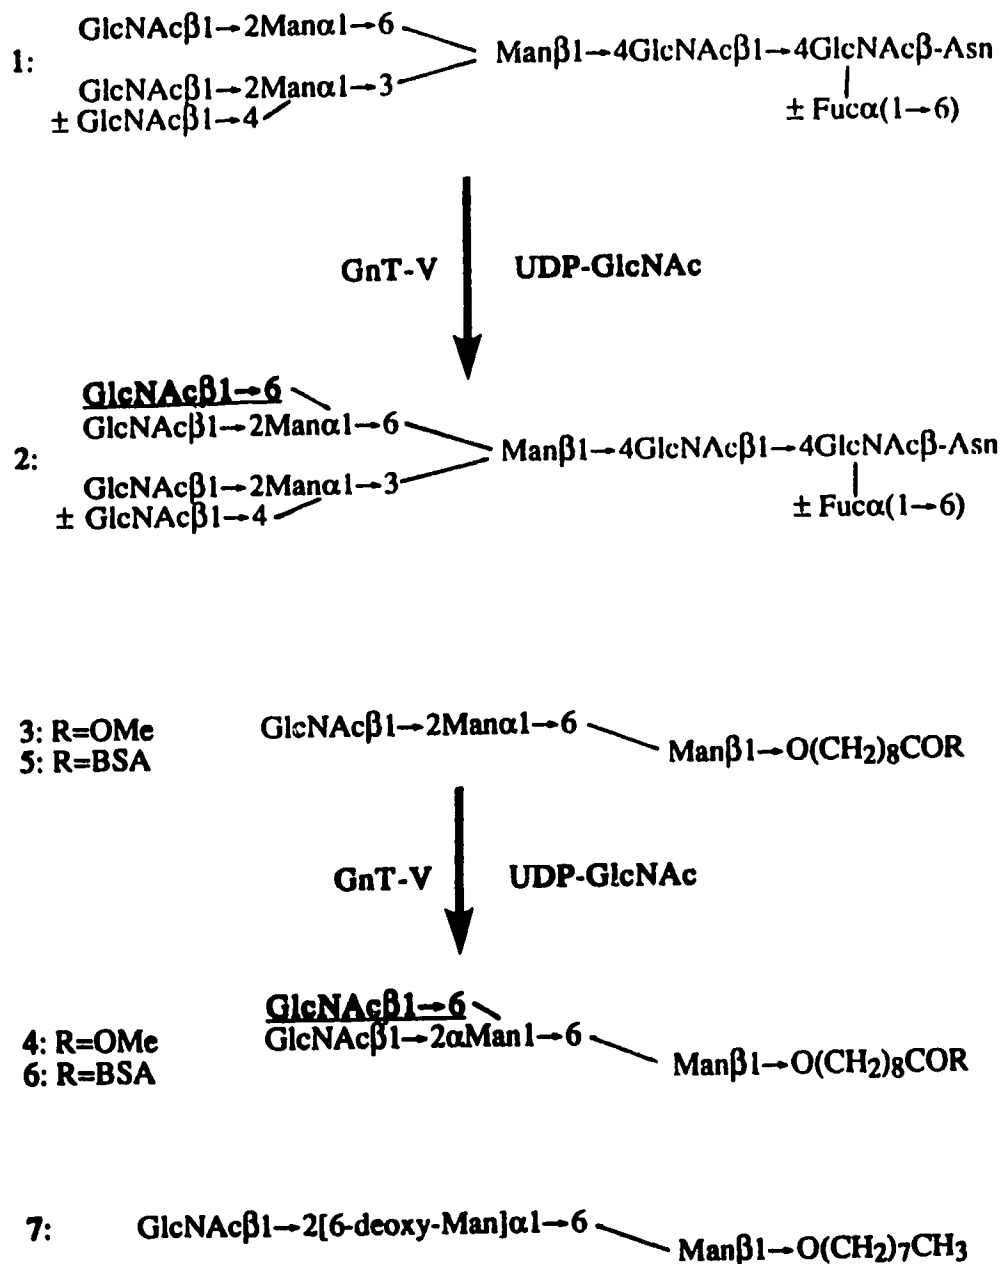 GlcNAcβ1→2Manα1→6
1:
Manβ1→4GlcNAcβ1→4GlcNAcβ-Asn
GlcNAcβ1→2Manα1→3
± GlcNAcβ1→4
± Fucα(1→6)
GnT-V
UDP-GlcNAc
GlcNAcβ1→6
GlcNAcβ1→2Manα1→6
2:
Manβ1→4GlcNAcβ1→4GlcNAcβ-Asn
GlcNAcβ1→2Manα1→3
± GlcNAcβ1→4
± Fucα(1→6)
3: R=OMe
5: R=BSA
GlcNAcβ1→2Manα1→6
Manβ1→O(CH2)8COR
GnT-V
UDP-GlcNAc
GlcNAcβ1→6
GlcNAcβ1→2αMan1→6
4: R=OMe
6: R=BSA
Manβ1→O(CH2)8COR
7:
GlcNAcβ1→2[6-deoxy-Man]α1→6
Manβ1→O(CH2)7CH3